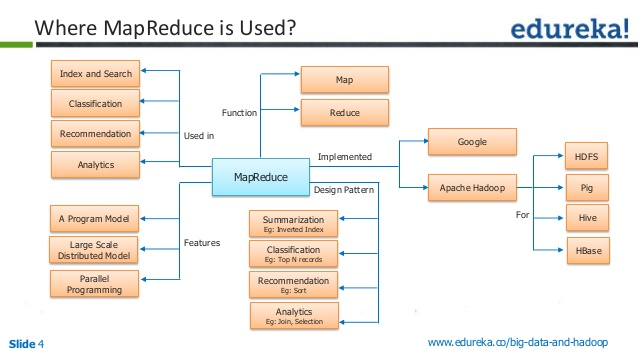 Where MapReduce is Used?
edureka!
Index and Search
Classification
Recommendation
Analytics
Used in
Function
Map
Reduce
MapReduce
Implemented
Google
Apache Hadoop
For
HDFS
Pig
Hive
HBase
Features
A Program Model
Large Scale
Distributed Model
Parallel
Programming
Design Pattern
Summarization
Eg: Inverted Index
Classification
Eg: Top N records
Recommendation
Eg: Sort
Analytics
Eg: Join, Selection
Slide 4
www.edureka.co/big-data-and-hadoop